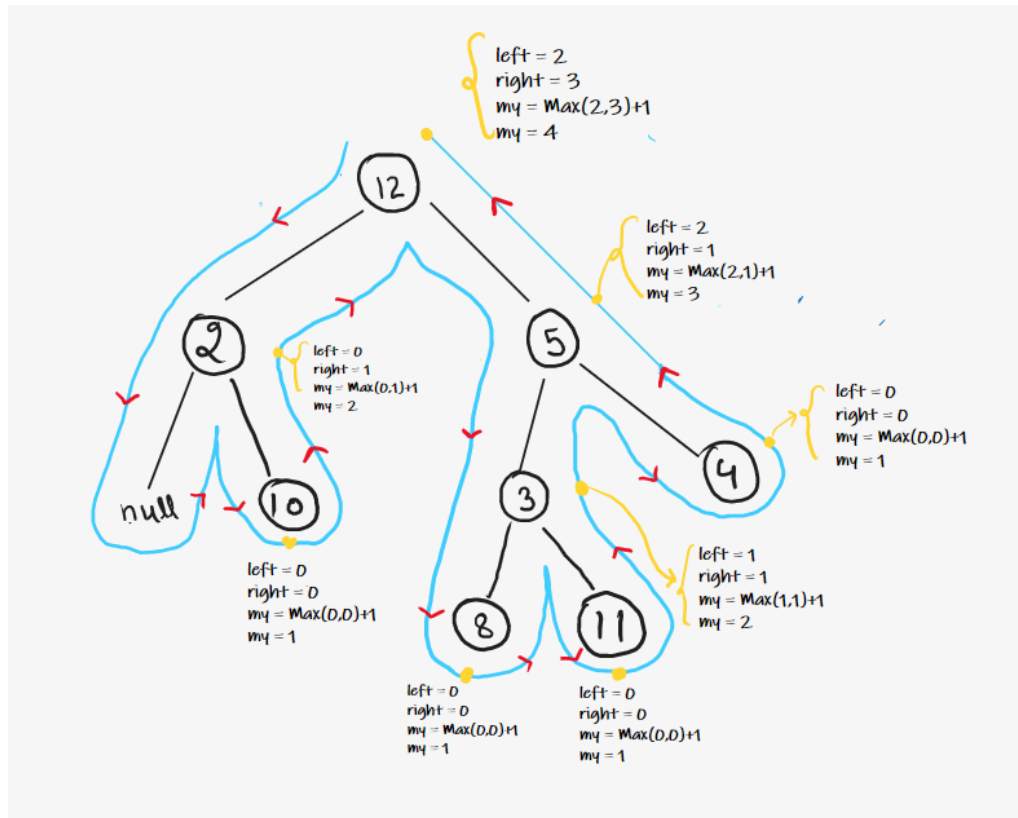 left = 2
right = 3
my = Max(2,3)+1
my = 4
12
left = 2
right = 1
my = Max(2,1)+1
my = 3
2
5
left = 0
right = 1
my = Max(0,1)+1
my = 2
left = 0
right = 0
my = Max(0,0)+1
my = 1
4
null
10
3
left = 0
right = 0
my = Max(0,0)+1
my = 1
left = 1
right = 1
my = Max(1,1)+1
my = 2
8
11
left = 0
right = 0
my = Max(0,0)+1
my = 1
left = 0
right = 0
my = Max(0,0)+1
my = 1